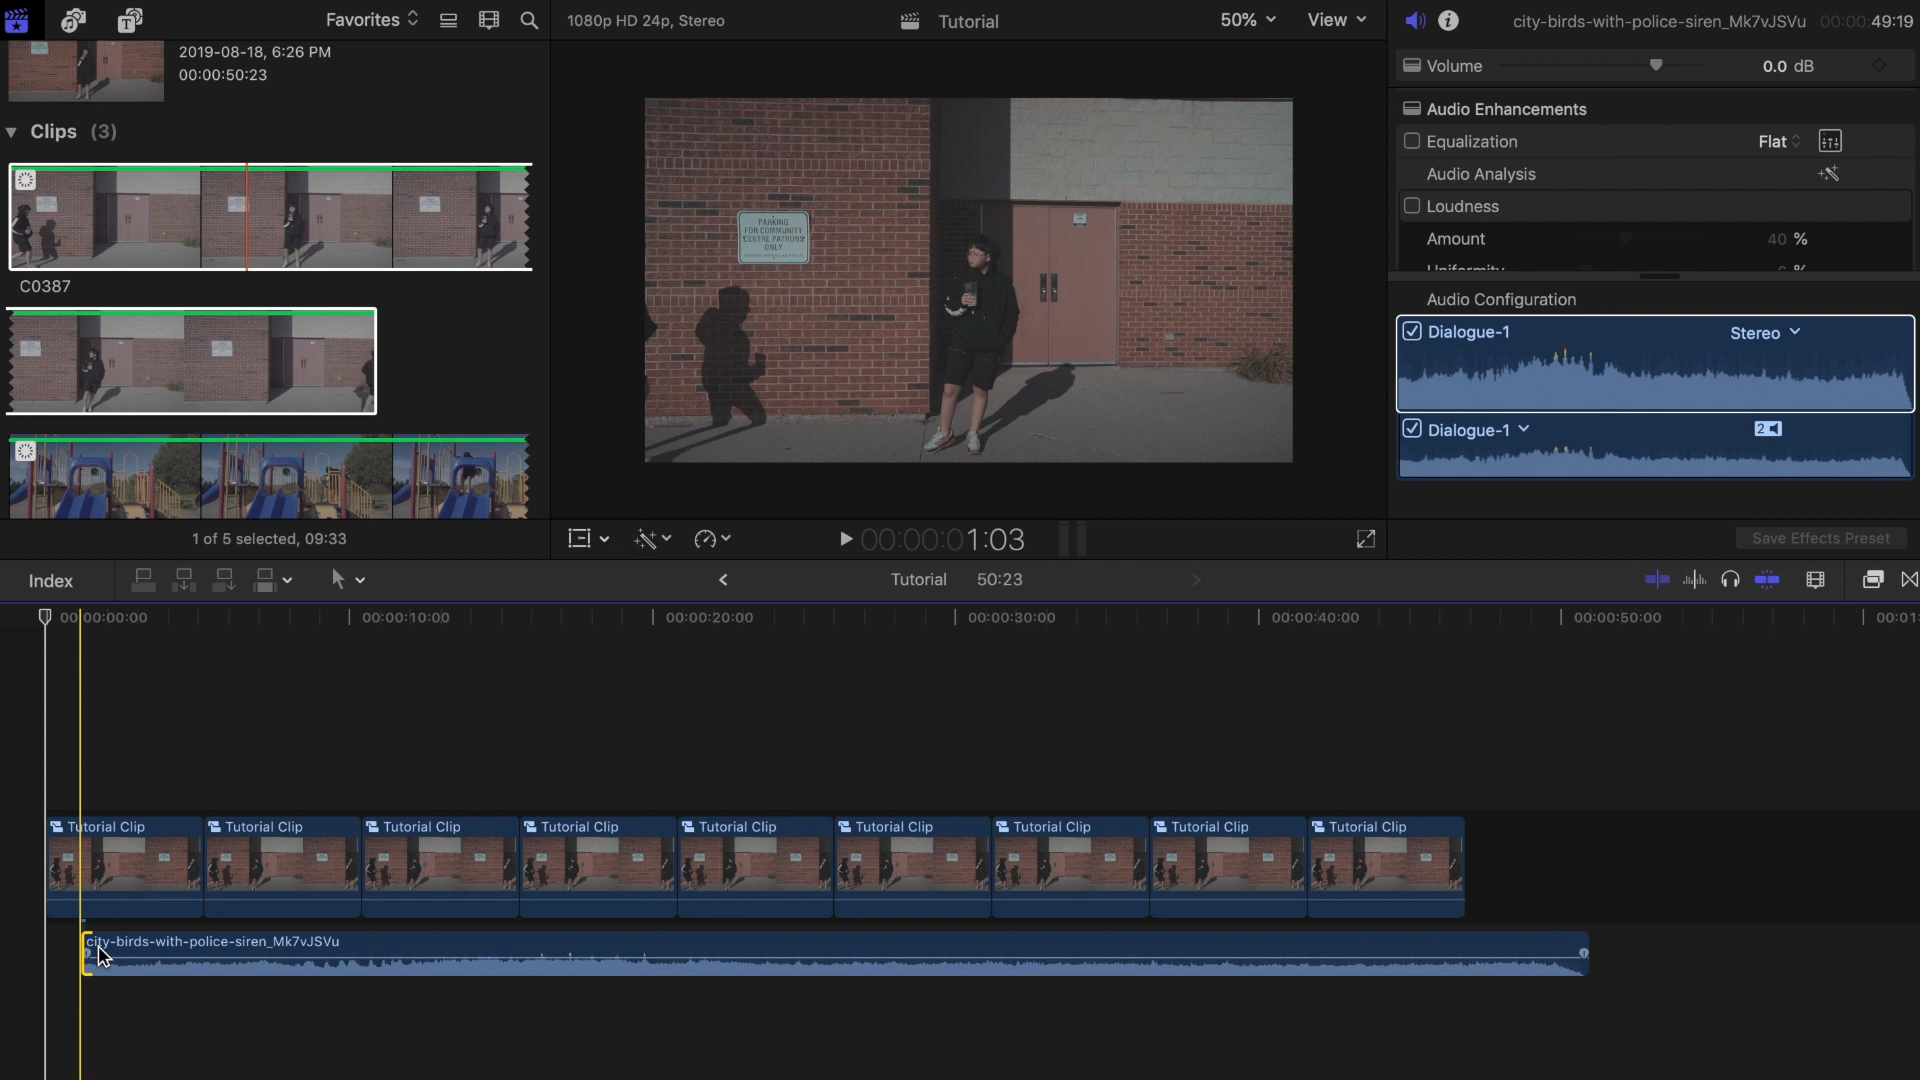 Favorites
1080p HD 24p, Stereo
Tutorial
50%
View
city-birds-with-police-siren_Mk7vJSVu
00:00:49:19
2019-08-18, 6:26 PM
00:00:50:23
Volume
0.0 dB
Clips (3)
Audio Enhancements
Equalization
Flat
Audio Analysis
Loudness
Amount
40 %
Uniformity
%
C0387
PARKING
FOR COMMUNITY
CENTRE PATRONS
ONLY
Audio Configuration
Dialogue-1
Stereo
Dialogue-1
2
1 of 5 selected, 09:33
00:00:01:03
Save Effects Preset
Index
Tutorial
50:23
00:00:00:00
00:00:10:00
00:00:20:00
00:00:30:00
00:00:40:00
00:00:50:00
00:01:
Tutorial Clip
Tutorial Clip
Tutorial Clip
Tutorial Clip
Tutorial Clip
Tutorial Clip
Tutorial Clip
Tutorial Clip
Tutorial Clip
city-birds-with-police-siren_Mk7vJSVu